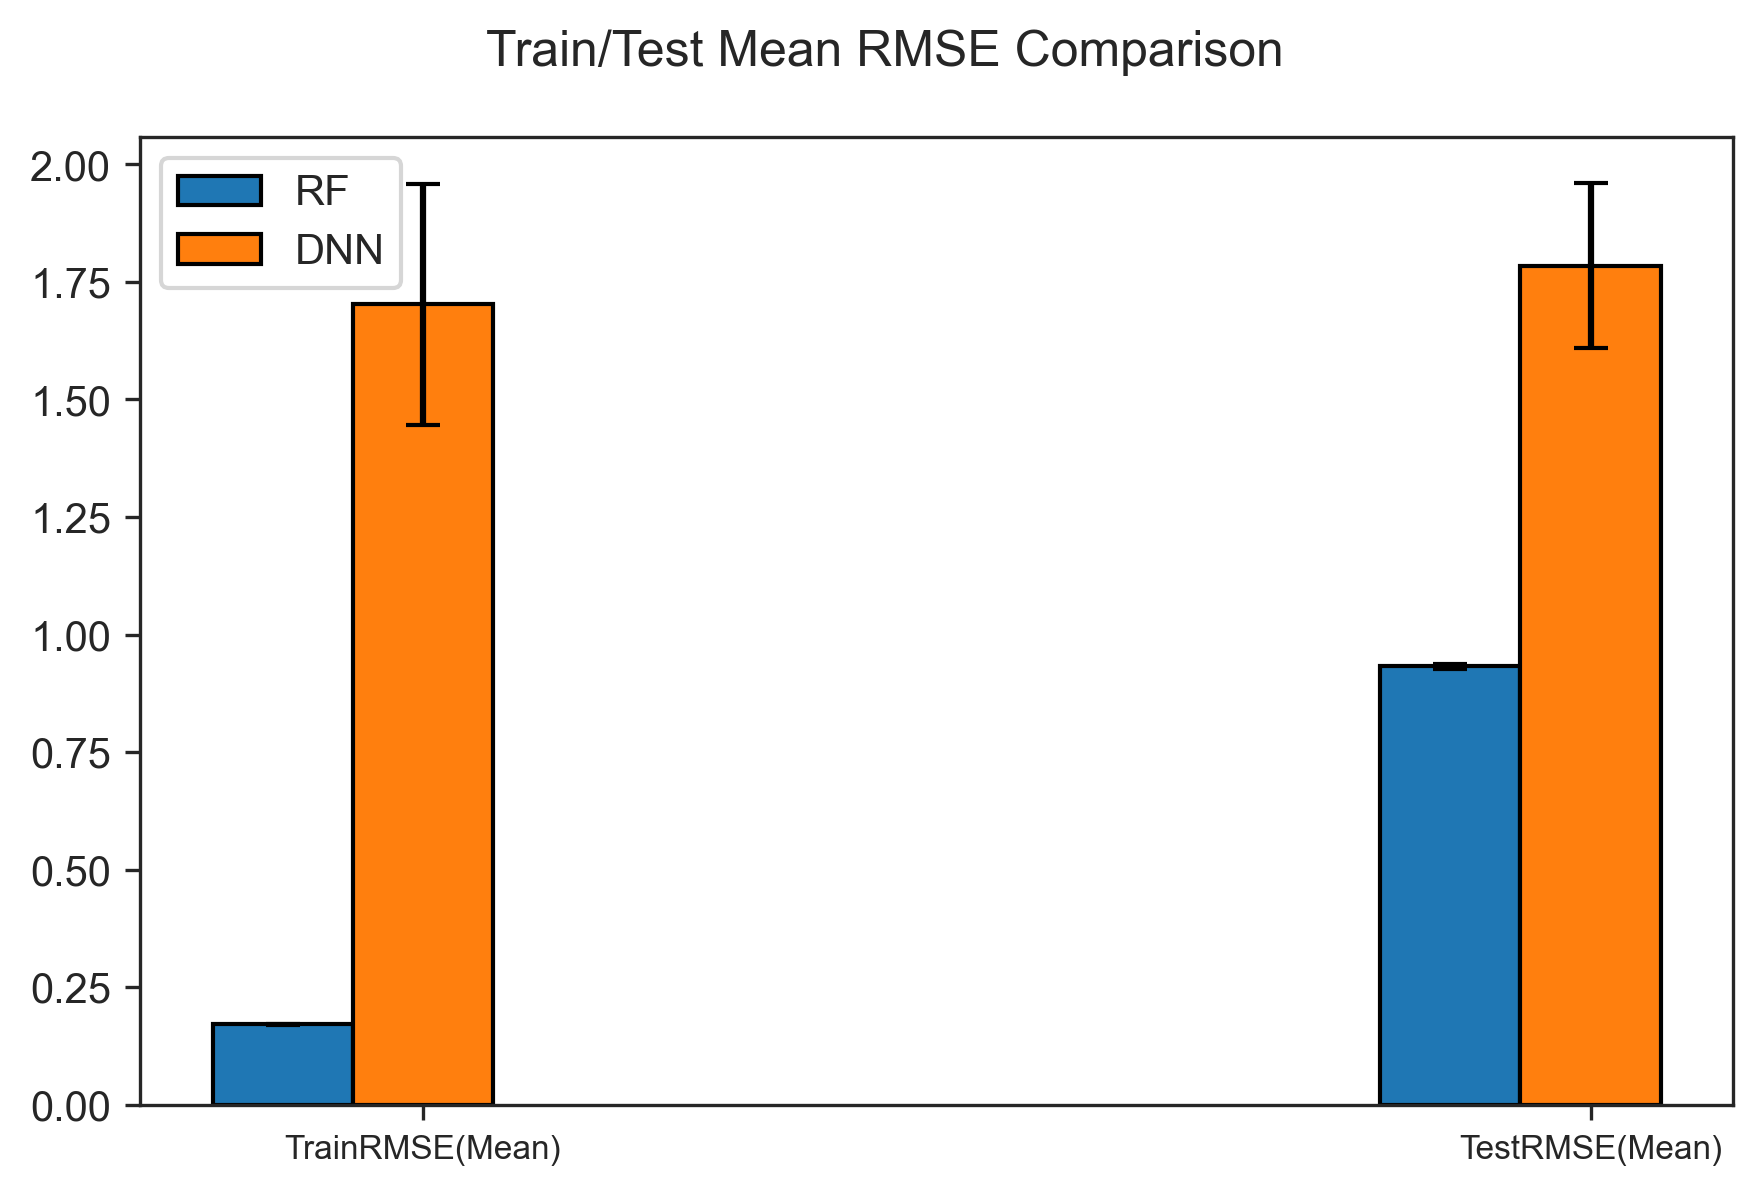 Train/Test Mean RMSE Comparison
2.00
1.75
1.50
1.25
1.00
0.75
0.50
0.25
0.00
RF
DNN
TrainRMSE(Mean)
TestRMSE(Mean)